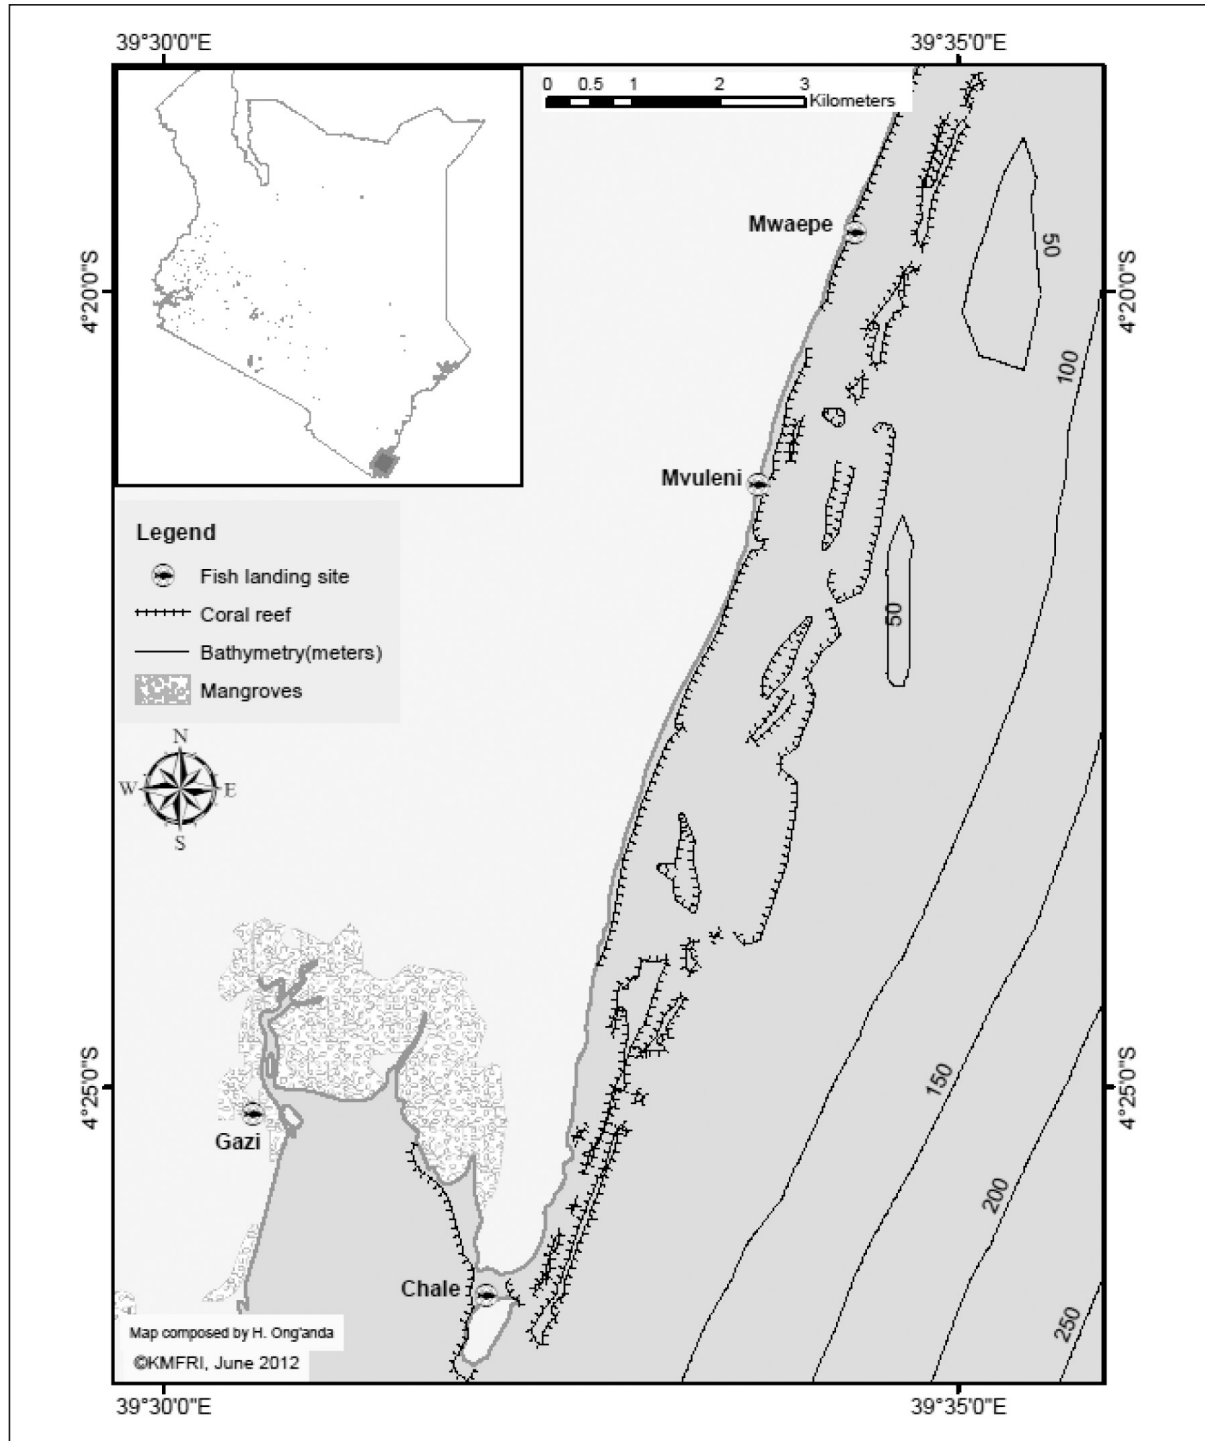 39°30'0"E
39°35'0"E
0 0.5 1 2 3
Kilometers
Mwaepe
50
4°20'0"S
4°20'0"S
100
Mvuleni
Legend
Fish landing site
Coral reef
Bathymetry(meters)
Mangroves
50
N
W E
S
4°25'0"S
4°25'0"S
150
Gazi
200
Chale
250
Map composed by H. Ong'anda
©KMFRI, June 2012
39°30'0"E
39°35'0"E